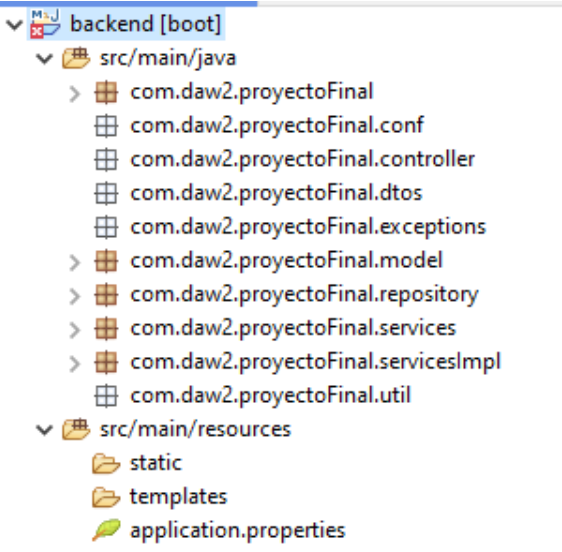 backend [boot]
src/main/java
com.daw2.proyectoFinal
com.daw2.proyectoFinal.conf
com.daw2.proyectoFinal.controller
com.daw2.proyectoFinal.dtos
com.daw2.proyectoFinal.exceptions
com.daw2.proyectoFinal.model
com.daw2.proyectoFinal.repository
com.daw2.proyectoFinal.services
com.daw2.proyectoFinal.servicesImpl
com.daw2.proyectoFinal.util
src/main/resources
static
templates
application.properties